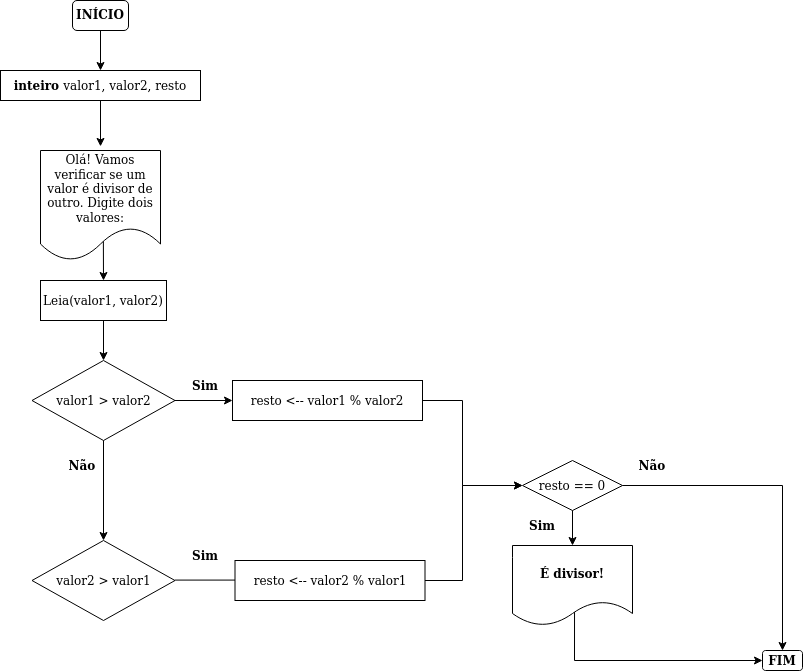 INÍCIO
inteiro valor1, valor2, resto
Olá! Vamos
verificar se um
valor é divisor de
outro. Digite dois
valores:
Leia(valor1, valor2)
valor1 > valor2
Sim
resto <-- valor1 % valor2
Não
valor2 > valor1
Sim
resto <-- valor2 % valor1
resto == 0
Não
Sim
É divisor!
FIM